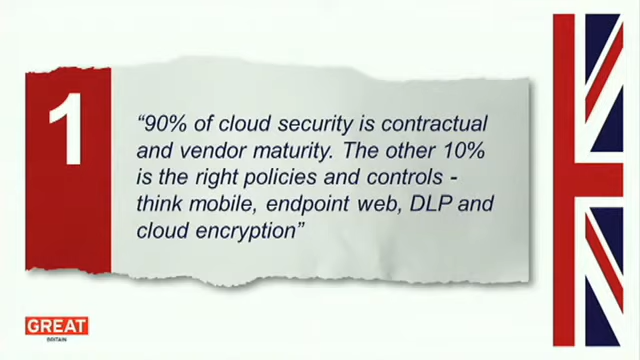 1
“90% of cloud security is contractual
and vendor maturity. The other 10%
is the right policies and controls -
think mobile, endpoint web, DLP and
cloud encryption”
GREAT
BRITAIN